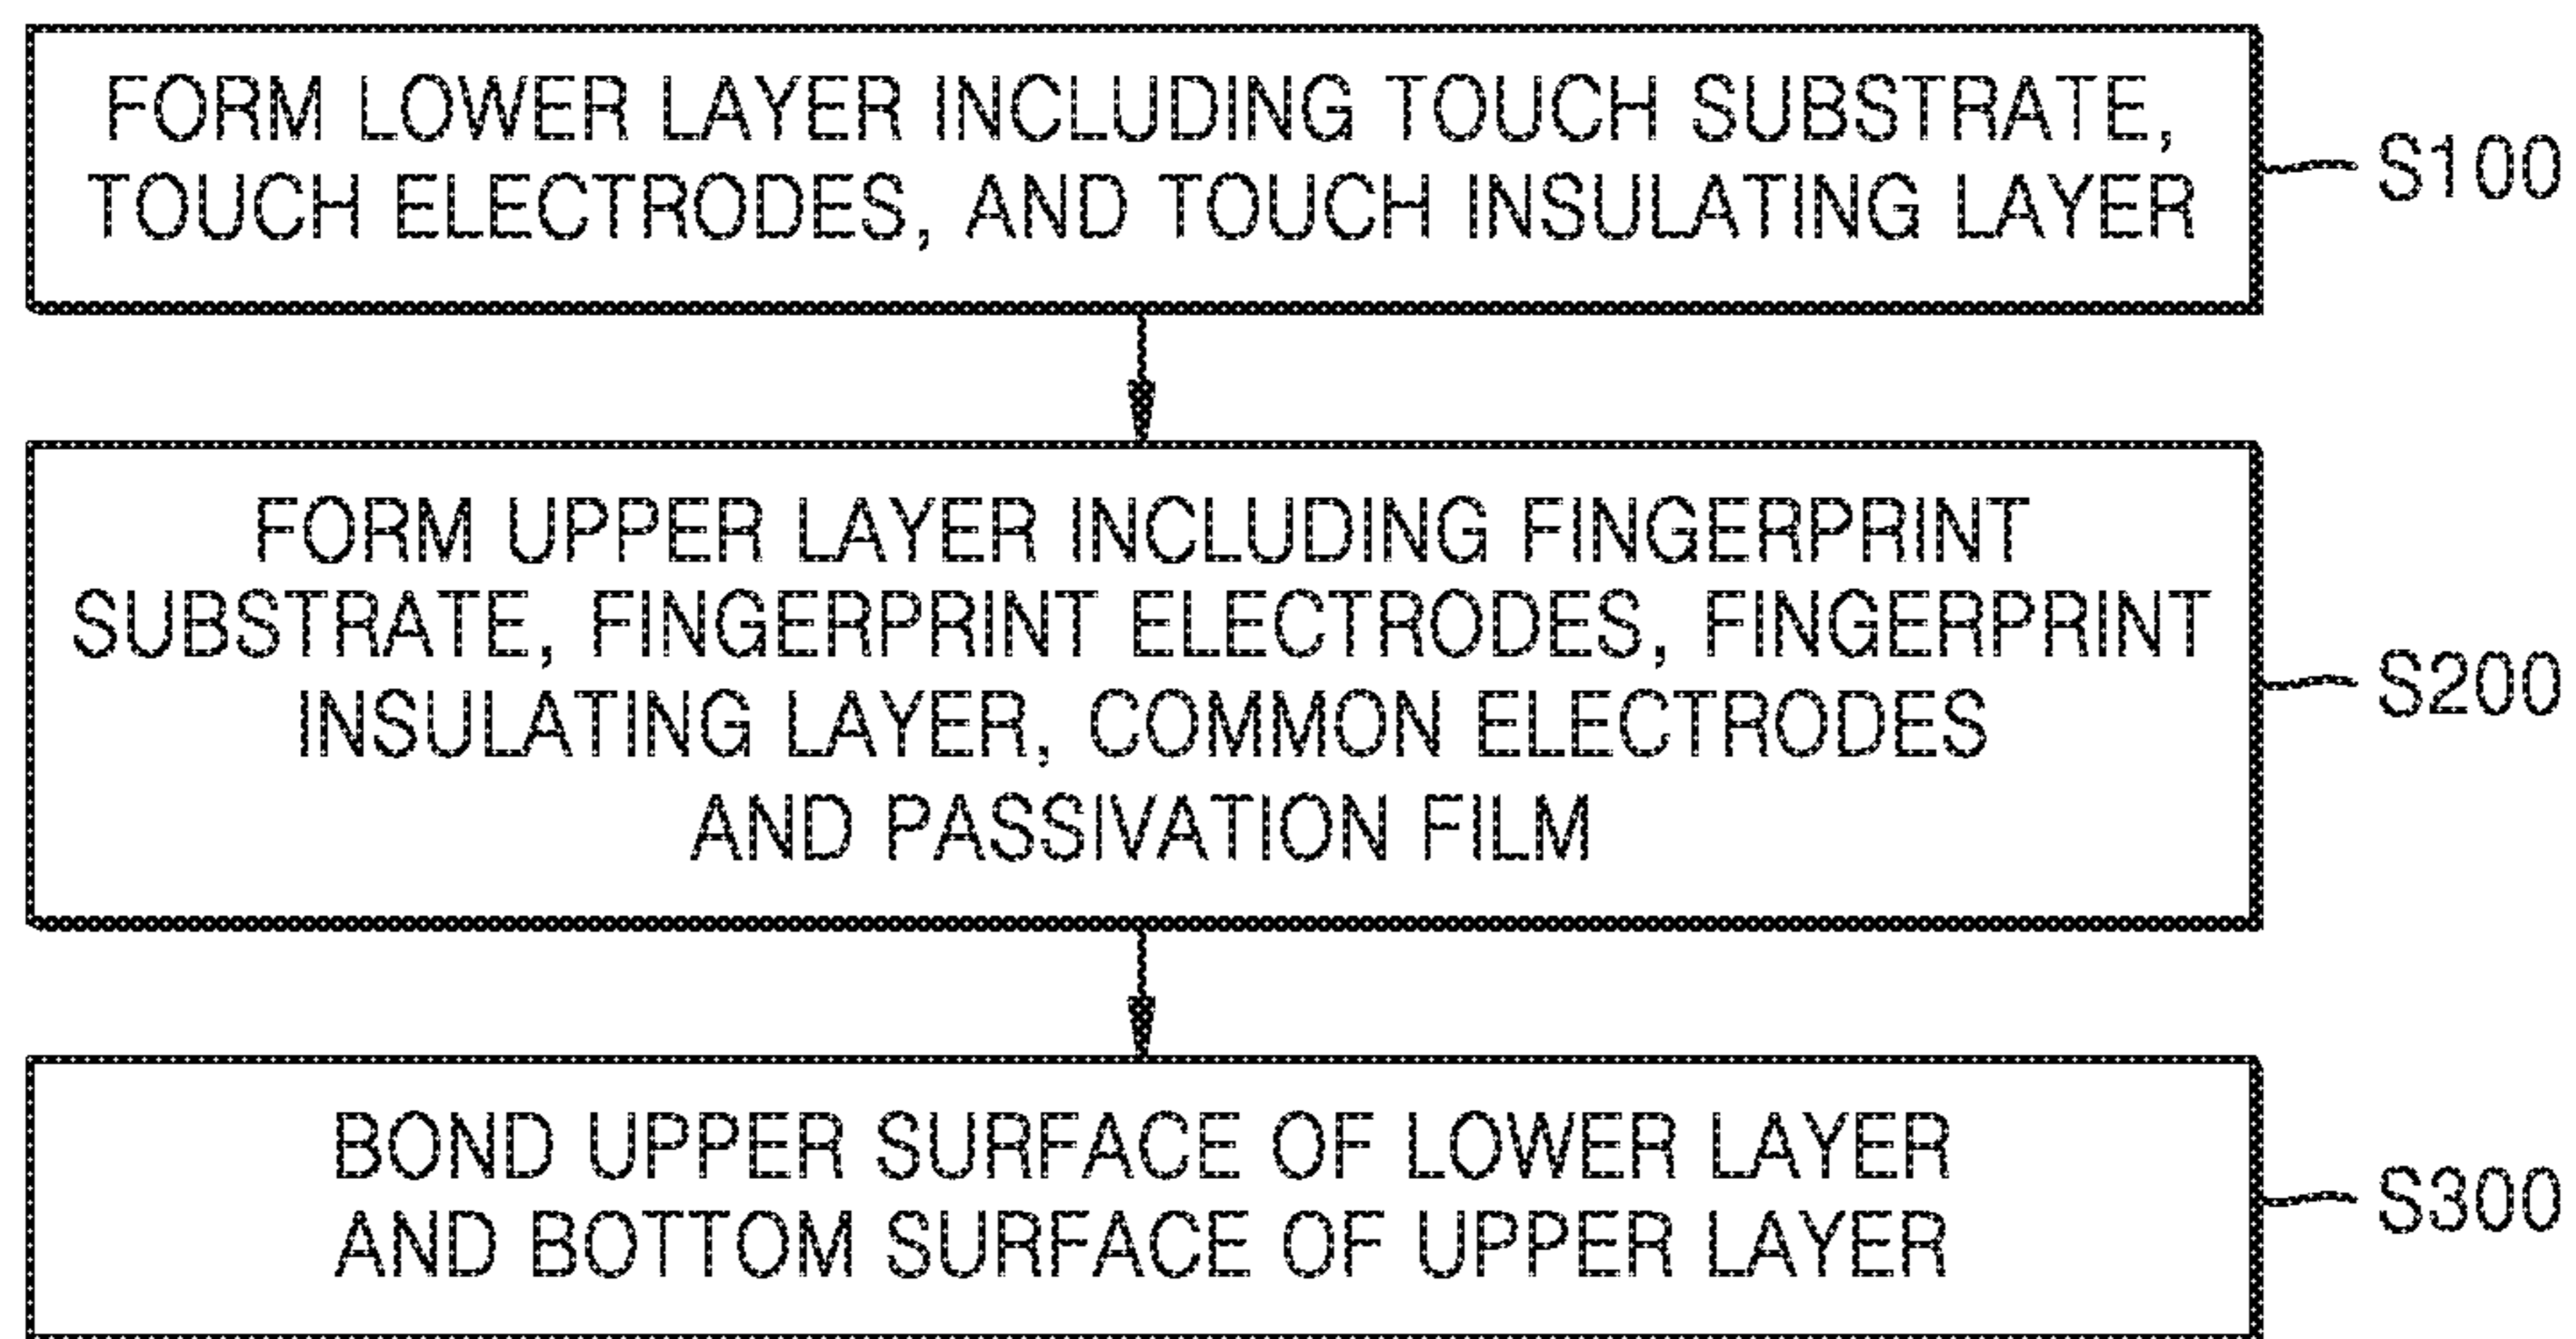 FORM LOWER LAYER INCLUDING TOUCH SUBSTRATE,
TOUCH ELECTRODES, AND TOUCH INSULATING LAYER
S100
FORM UPPER LAYER INCLUDING FINGERPRINT
SUBSTRATE, FINGERPRINT ELECTRODES, FINGERPRINT
INSULATING LAYER, COMMON ELECTRODES
AND PASSIVATION FILM
S200
BOND UPPER SURFACE OF LOWER LAYER
AND BOTTOM SURFACE OF UPPER LAYER
S300